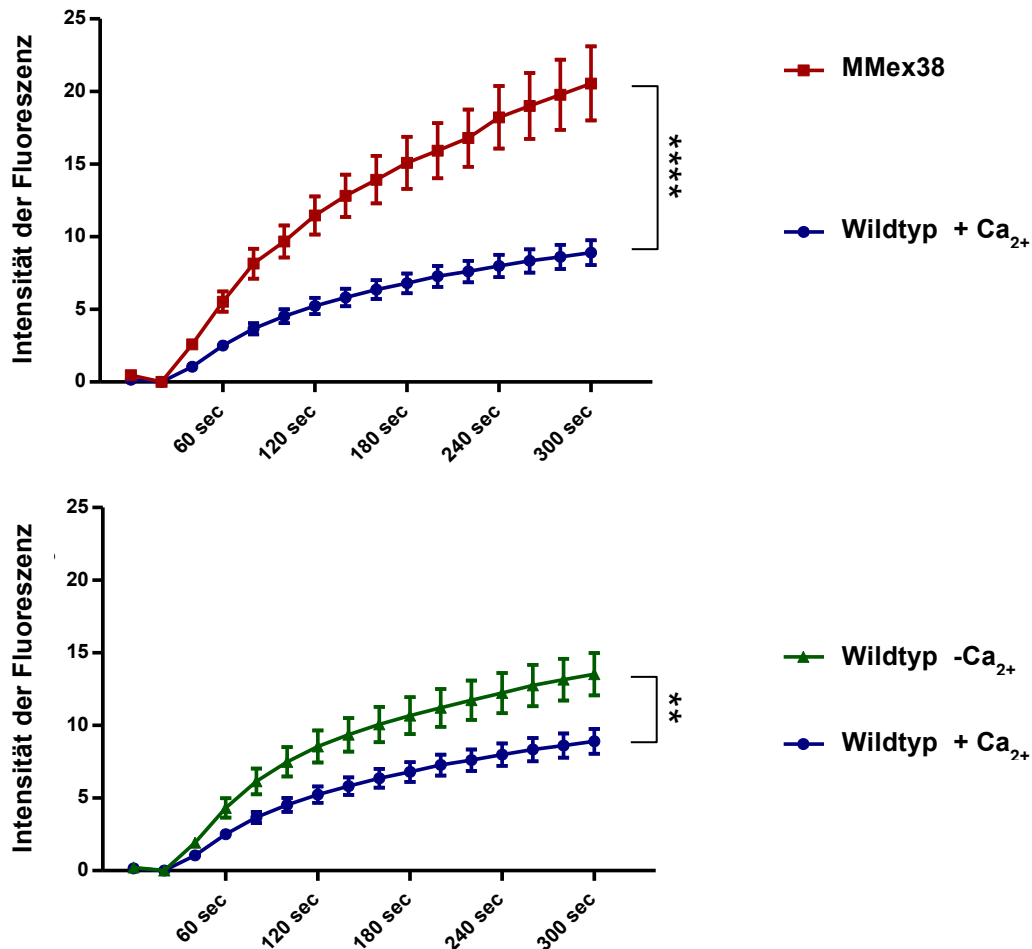 Intensität der Fluoreszenz
25
20
15
10
5
0
60 sec
120 sec
180 sec
240 sec
300 sec
****
MMex38
Wildtyp + Ca2+
Intensität der Fluoreszenz
25
20
15
10
5
0
60 sec
120 sec
180 sec
240 sec
300 sec
**
Wildtyp -Ca2+
Wildtyp + Ca2+